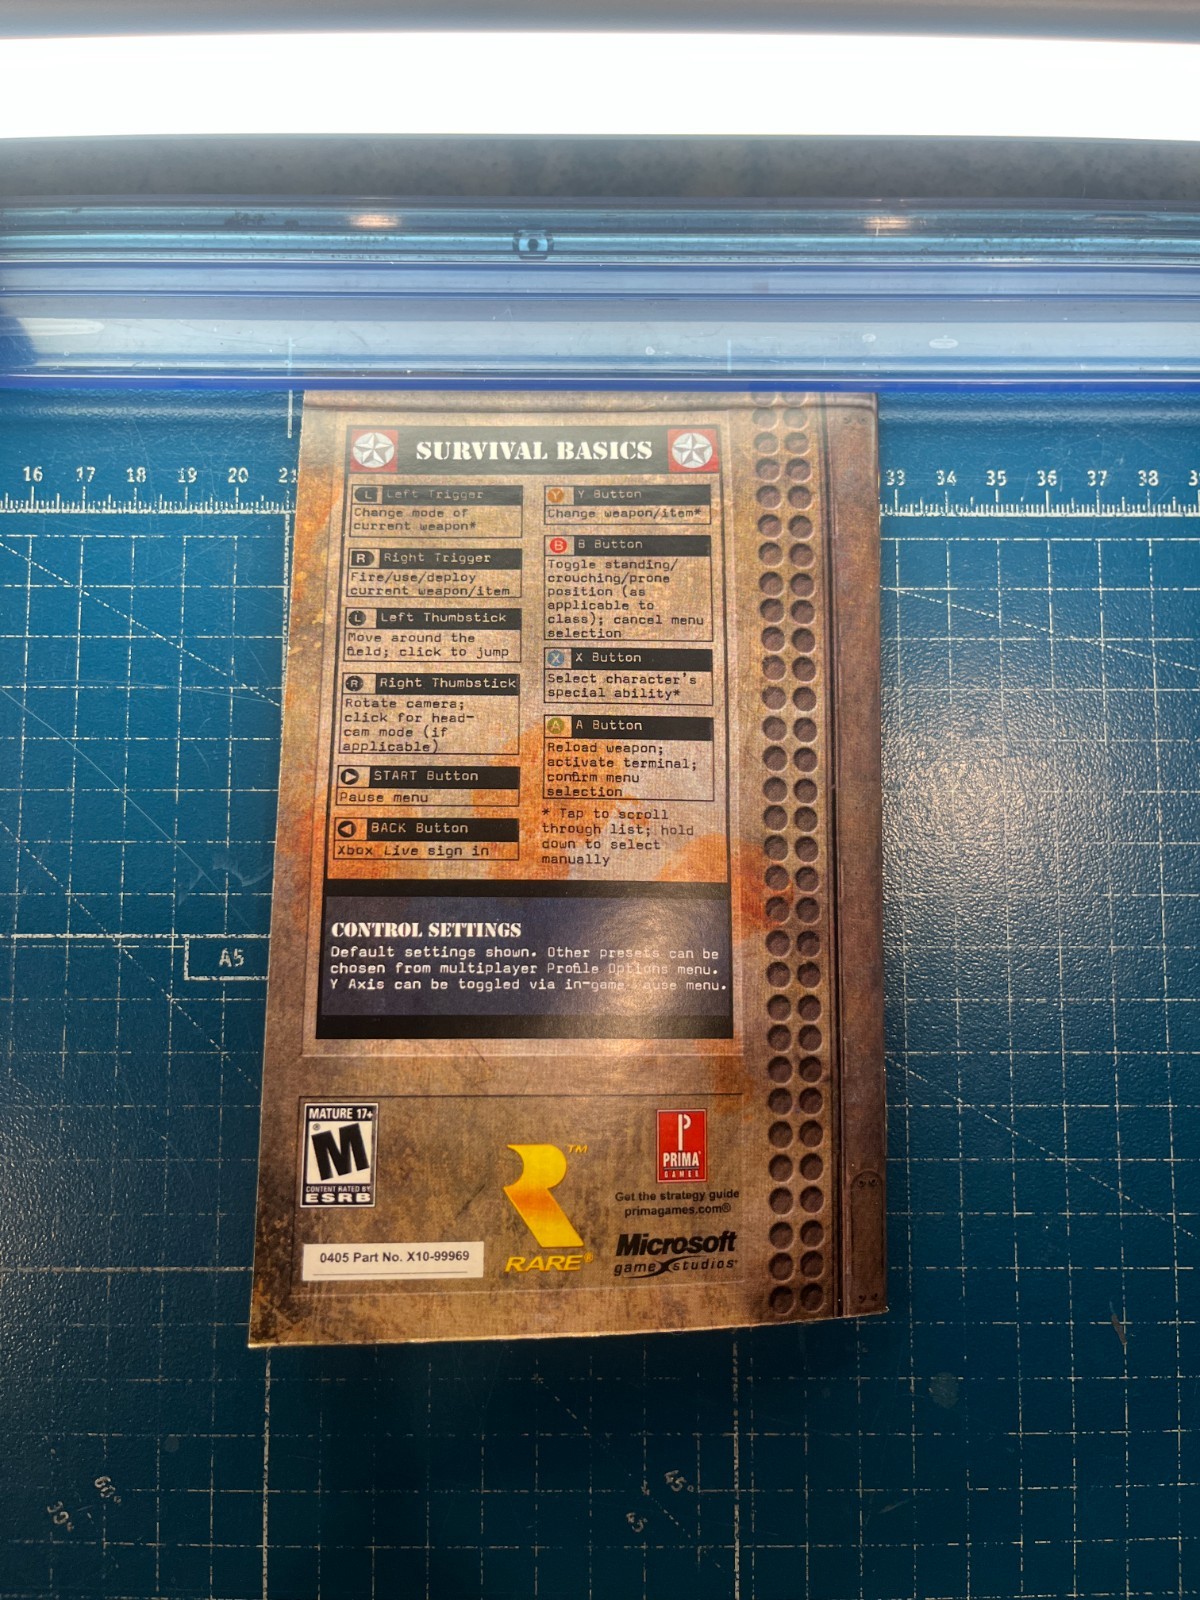 16 17 18 19 20 21
33 34 35 36 37 38
SURVIVAL BASICS
L Left Trigger
Change mode of
current weapon*
R Right Trigger
Fire/use/deploy
current weapon/item
L Left Thumbstick
Move around the
field; click to jump
R Right Thumbstick
Rotate camera;
click for head-
cam mode (if
applicable)
START Button
Pause menu
BACK Button
Xbox Live sign in
Y Y Button
Change weapon/item*
B B Button
Toggle standing/
crouching/prone
position (as
applicable to
class); cancel menu
selection
X X Button
Select character's
special ability*
A A Button
Reload weapon;
activate terminal;
confirm menu
selection
* Tap to scroll
through list; hold
down to select
manually
CONTROL SETTINGS
Default settings shown. Other presets can be
chosen from multiplayer Profile Options menu.
Y Axis can be toggled via in-game Pause menu.
A5
MATURE 17+
M®
CONTENT RATED BY
ESRB
R™
RARE®
P
PRIMA®
GAMES
Get the strategy guide
primagames.com®
Microsoft
game studios®
0405 Part No. X10-99969
60°
30°
45°
45